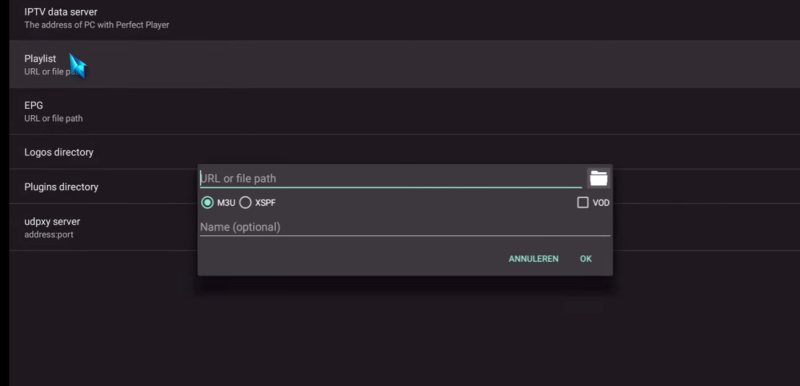 IPTV data server
The address of PC with Perfect Player
Playlist
URL or file path
EPG
URL or file path
Logos directory
Plugins directory
udpxy server
address:port
URL or file path
M3U XSPF VOD
Name (optional)
ANNULEREN OK